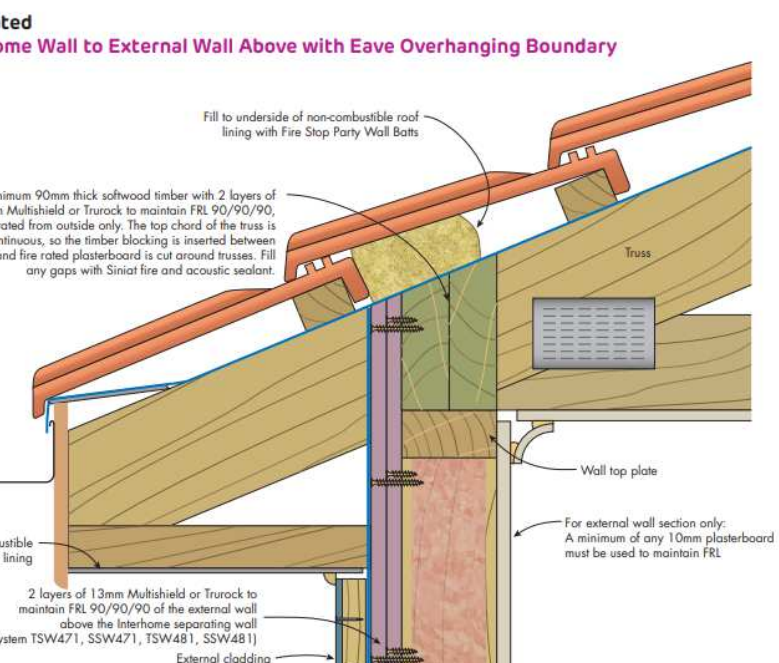 ted
ome Wall to External Wall Above with Eave Overhanging Boundary
Fill to underside of non-combustible roof
lining with Fire Stop Party Wall Batts
nimum 90mm thick softwood timber with 2 layers of
Multishield or Trurock to maintain FRL 90/90/90,
rated from outside only. The top chord of the truss is
ntinuous, so the timber blocking is inserted between
and fire rated plasterboard is cut around trusses. Fill
any gaps with Siniat fire and acoustic sealant.
Truss
Wall top plate
For external wall section only:
A minimum of any 10mm plasterboard
must be used to maintain FRL
ustible
lining
2 layers of 13mm Multishield or Trurock to
maintain FRL 90/90/90 of the external wall
above the Interhome separating wall
ystem TSW471, SSW471, TSW481, SSW481)
External cladding